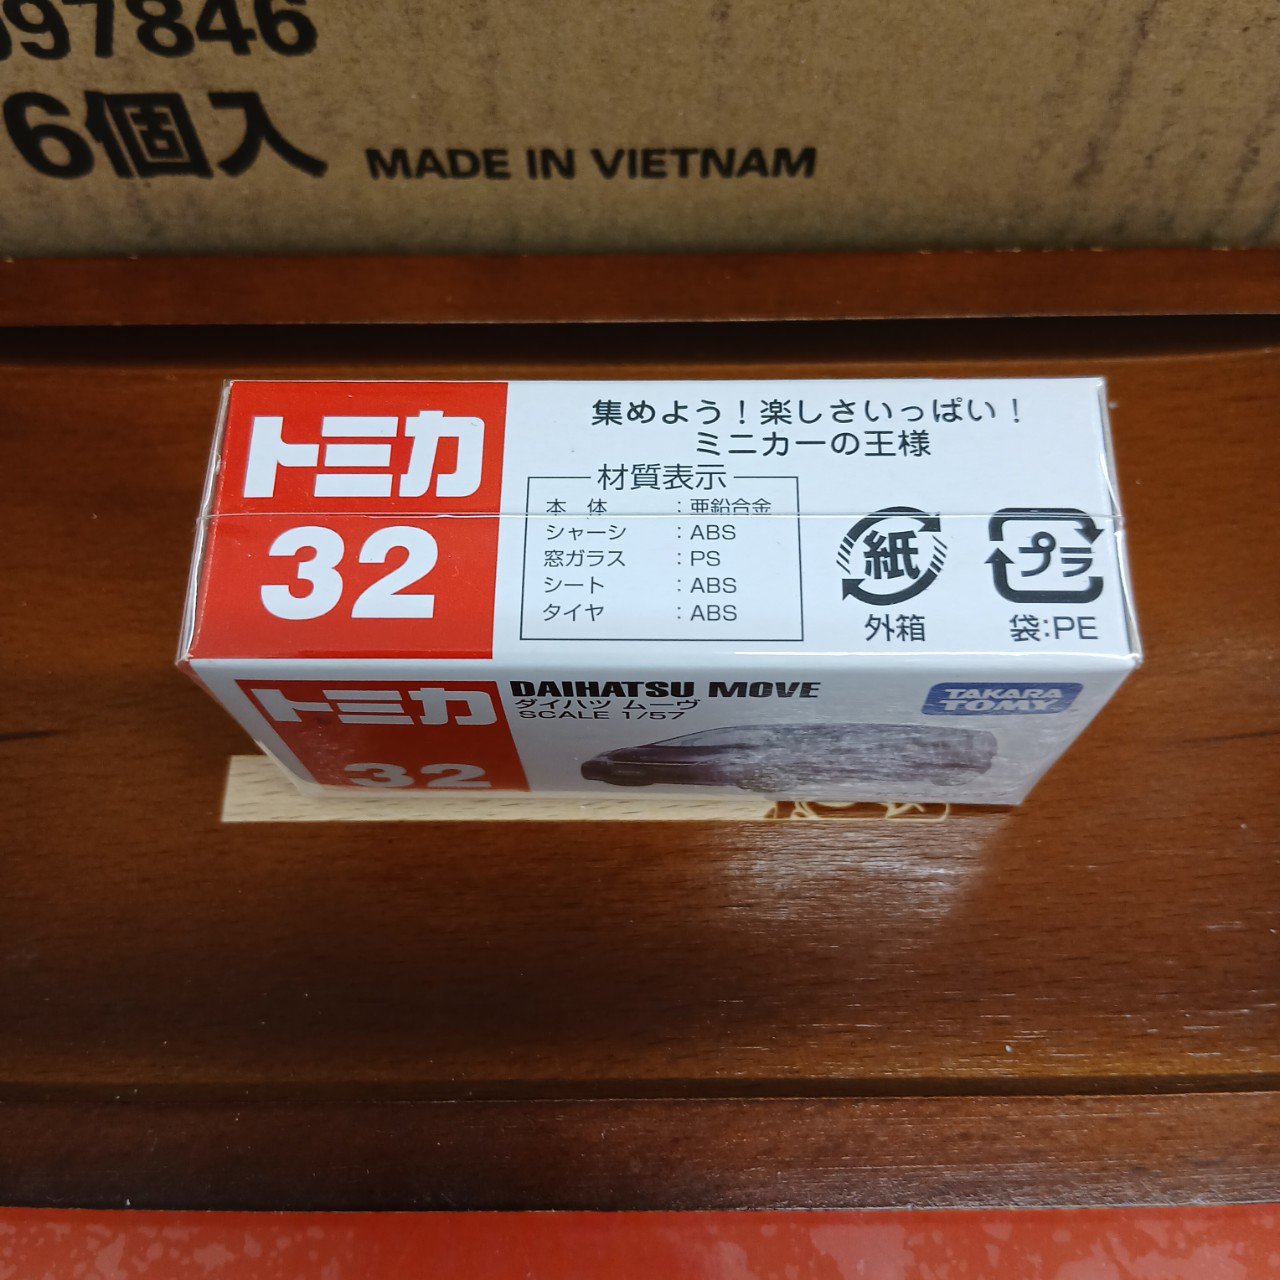 97846
6個入 MADE IN VIETNAM
トミカ
32
集めよう！楽しさいっぱい！
ミニカーの王様
材質表示
本 体 ：亜鉛合金
シャーシ ：ABS
窓ガラス ：PS
シート ：ABS
タイヤ ：ABS
紙
外箱
プラ
袋：PE
トミカ
32
DAIHATSU MOVE
ダイハツ ムーヴ
SCALE 1/57
TAKARA
TOMY